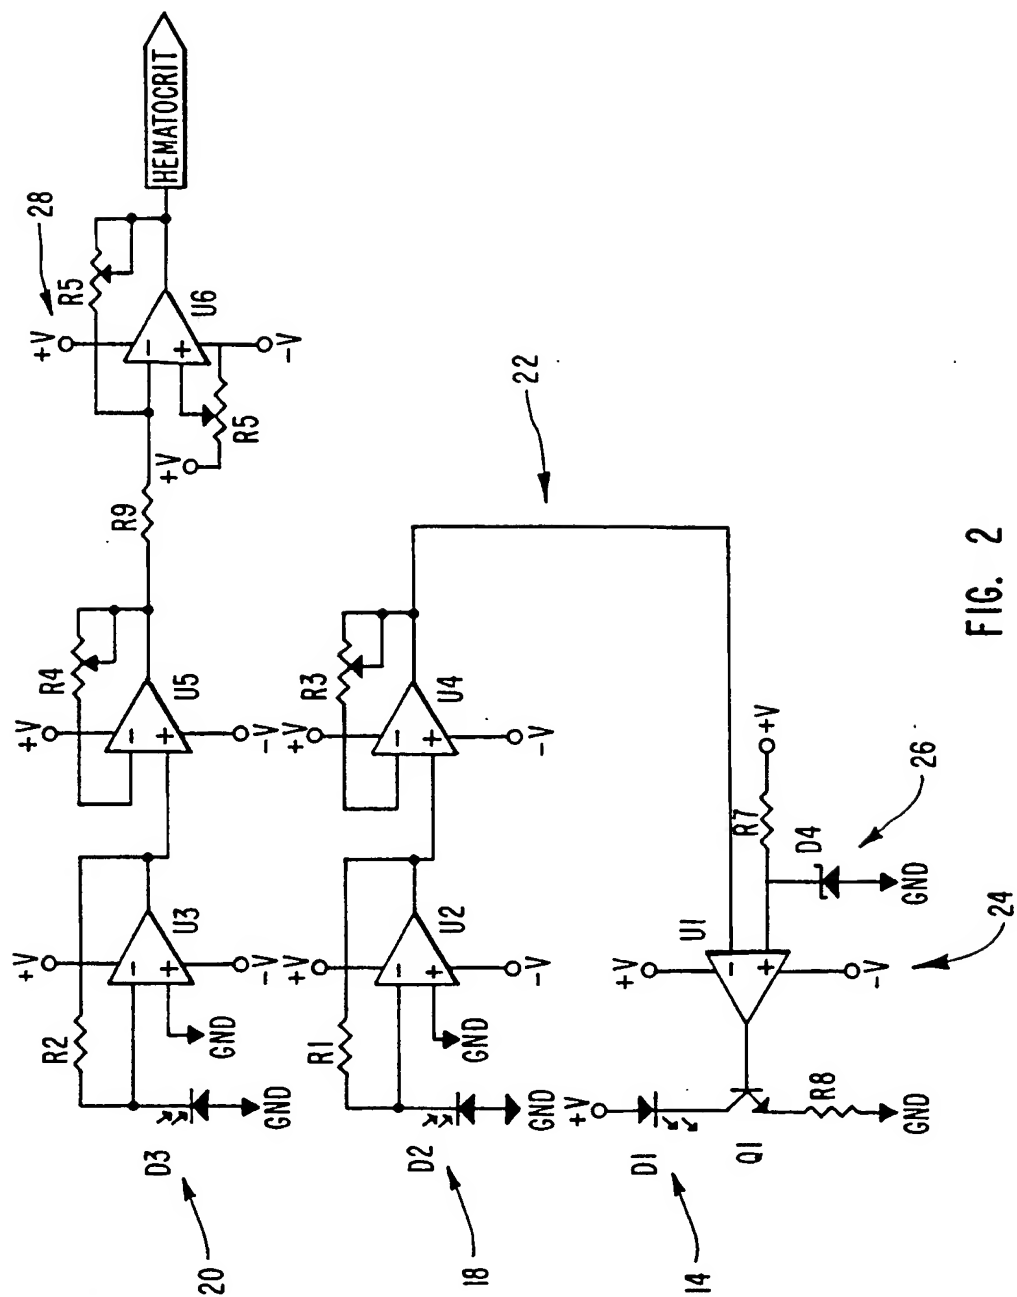 HEMATOCRIT
28
+V
R5
U6
-V
+V
R5
R9
+V
R4
U5
-V
+V
R2
U3
-V
GND
GND
D3
20
+V
R3
U4
-V
+V
R1
U2
-V
GND
GND
D2
18
22
+V
U1
-V
R7
+V
D4
GND
26
24
+V
D1
Q1
R8
GND
14
FIG. 2